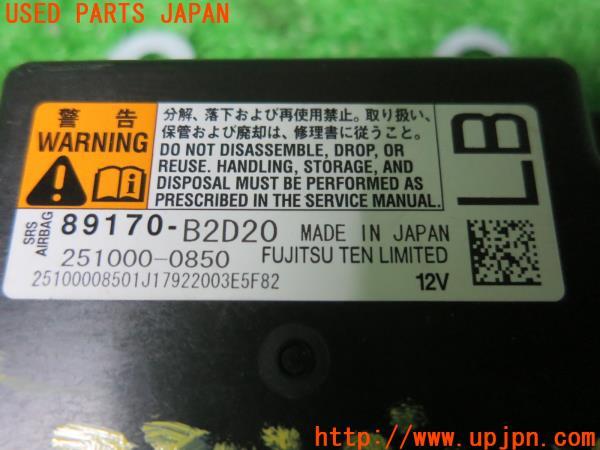 USED PARTS JAPAN
警告
WARNING
分解、落下および再使用禁止。取り扱い、
保管および廃却は、修理書に従うこと。
DO NOT DISASSEMBLE, DROP, OR
REUSE. HANDLING, STORAGE, AND
DISPOSAL MUST BE PERFORMED AS
PRESCRIBED IN THE SERVICE MANUAL.
LB
SRS
AIRBAG
89170-B2D20 MADE IN JAPAN
251000-0850 FUJITSU TEN LIMITED
25100008501J17922003E5F82 12V
UPJ
http://www.upjpn.com